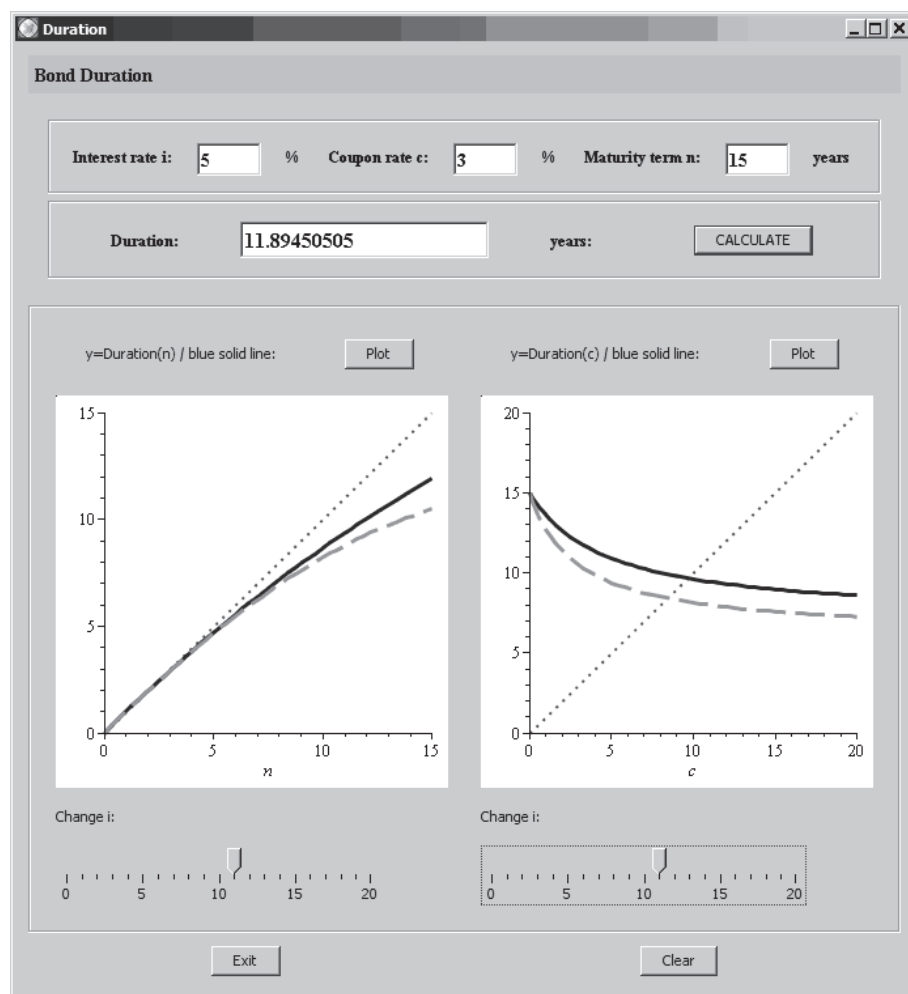 Duration
Bond Duration
Interest rate i: 5 % Coupon rate c: 3 % Maturity term n: 15 years
Duration: 11.89450505 years: CALCULATE
y=Duration(n) / blue solid line: Plot
y=Duration(c) / blue solid line: Plot
15
10
5
0
0 5 10 15
n
20
15
10
5
0
0 5 10 15 20
c
Change i:
0 5 10 15 20
Change i:
0 5 10 15 20
Exit
Clear